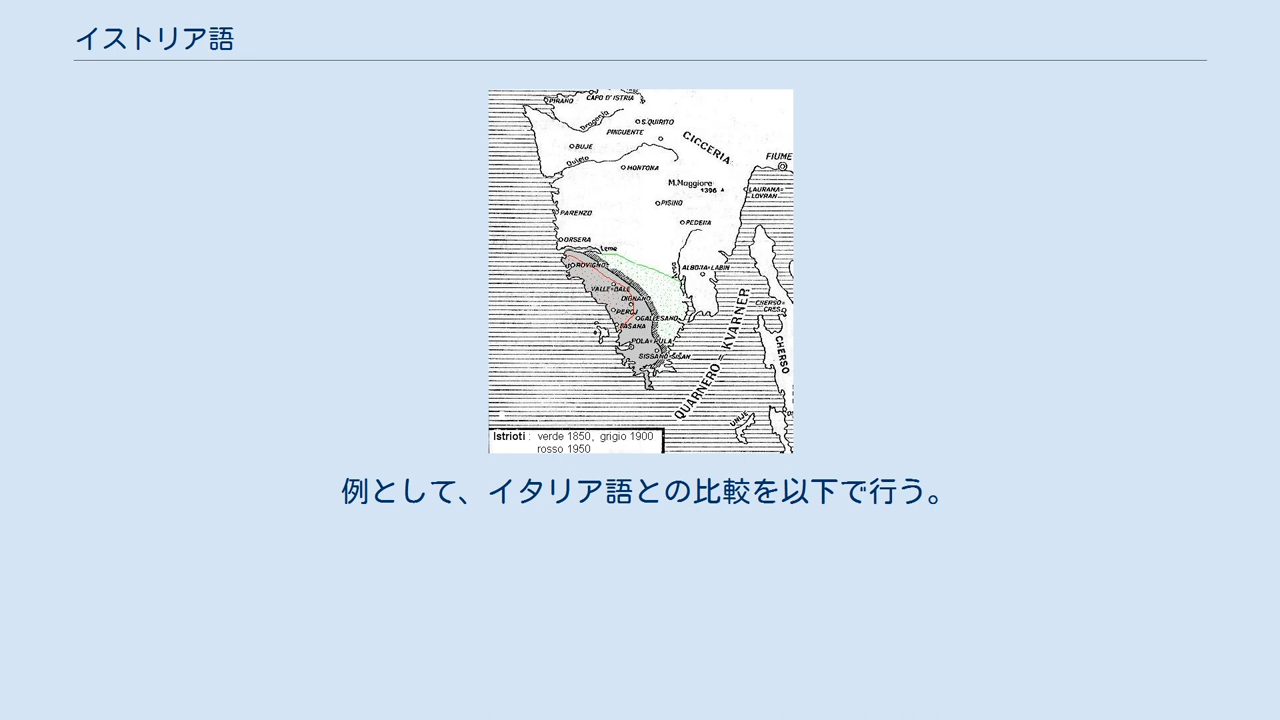 イストリア語
PIRANO
CAPO D'ISTRIA
Dragogna
S.QUIRITO
PINGUENTE
CICCERIA
BUJE
FIUME
Quieto
MONTONA
M.Maggiore
1396
LAURANA=
LOVRAN
PISINO
PARENZO
PEDENA
ORSERA
Leme
ROVIGNO
ALBONA=LABIN
VALLE=BALE
DIGNANO
CHERSO=
PEROI
GALLESANO
FASANA
POLA=PULA
CHERSO
SISSANO=SISAN
QUARNERO = KVARNER
UNIJE
Istrioti : verde 1850, grigio 1900
rosso 1950
例として、イタリア語との比較を以下で行う。